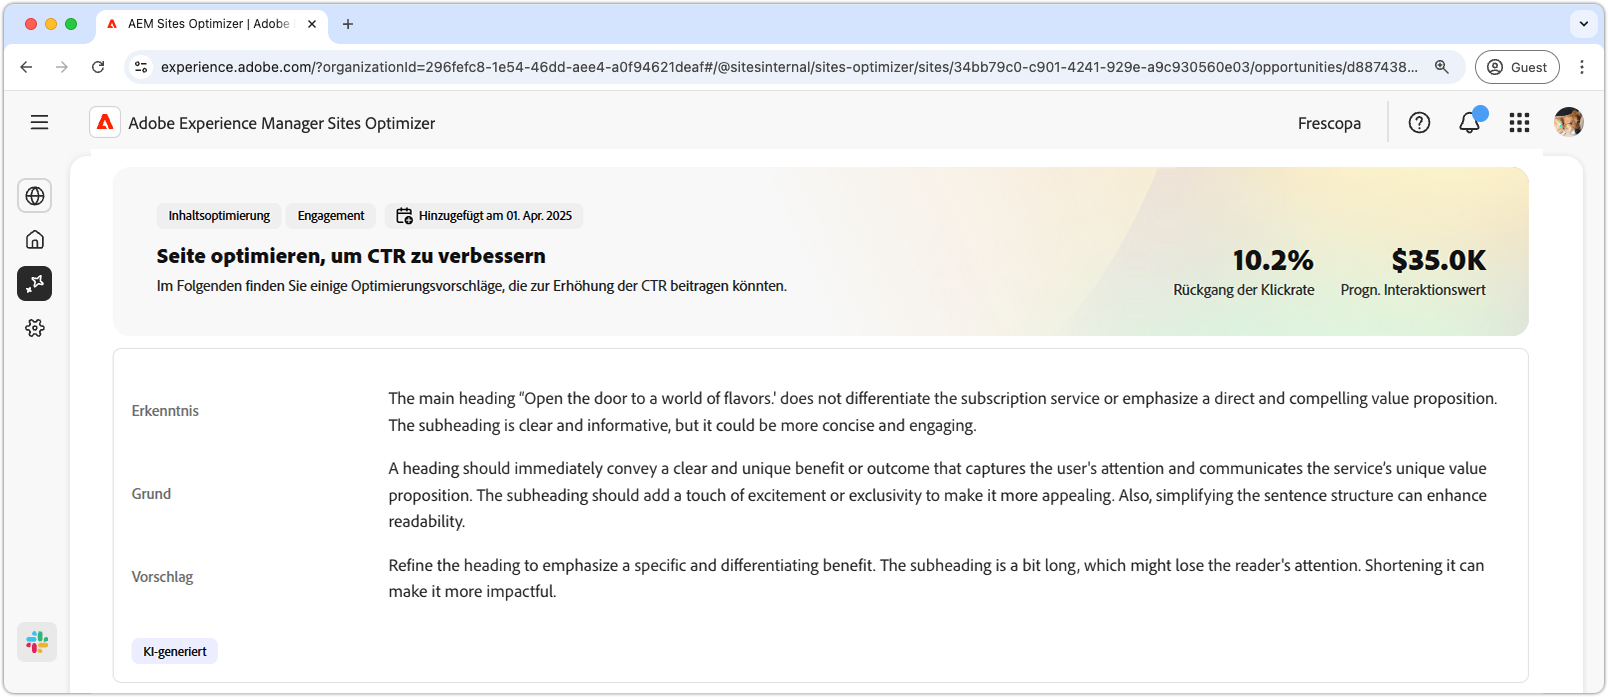 AEM Sites Optimizer | Adobe
experience.adobe.com/?organizationId=296fefc8-1e54-46dd-aee4-a0f94621deaf#/@sitesinternal/sites-optimizer/sites/34bb79c0-c901-4241-929e-a9c930560e03/opportunities/d887438...
Guest
Adobe Experience Manager Sites Optimizer
Frescopa
Inhaltsoptimierung
Engagement
Hinzugefügt am 01. Apr. 2025
Seite optimieren, um CTR zu verbessern
Im Folgenden finden Sie einige Optimierungsvorschläge, die zur Erhöhung der CTR beitragen könnten.
10.2%
Rückgang der Klickrate
$35.0K
Progn. Interaktionswert
Erkenntnis
The main heading “Open the door to a world of flavors.' does not differentiate the subscription service or emphasize a direct and compelling value proposition.
The subheading is clear and informative, but it could be more concise and engaging.
Grund
A heading should immediately convey a clear and unique benefit or outcome that captures the user's attention and communicates the service's unique value
proposition. The subheading should add a touch of excitement or exclusivity to make it more appealing. Also, simplifying the sentence structure can enhance
readability.
Vorschlag
Refine the heading to emphasize a specific and differentiating benefit. The subheading is a bit long, which might lose the reader's attention. Shortening it can
make it more impactful.
KI-generiert